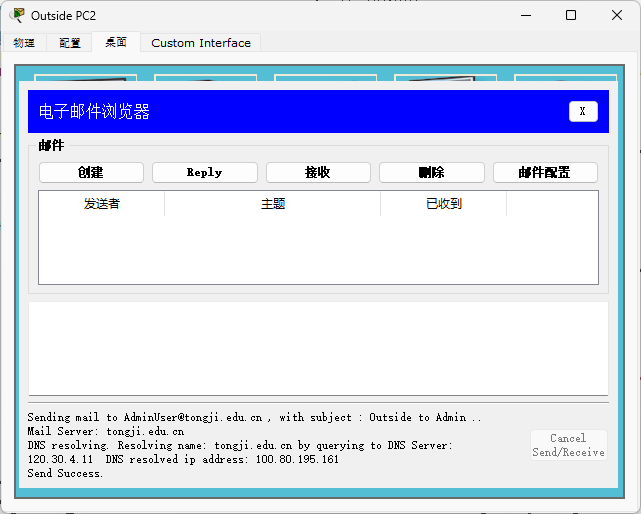 Outside PC2
物理 配置 桌面 Custom Interface
电子邮件浏览器 X
邮件
创建 Reply 接收 删除 邮件配置
发送者 主题 已收到
Sending mail to AdminUser@tongji.edu.cn , with subject : Outside to Admin ..
Mail Server: tongji.edu.cn
DNS resolving. Resolving name: tongji.edu.cn by querying to DNS Server:
120.30.4.11  DNS resolved ip address: 100.80.195.161
Send Success.
Cancel
Send/Receive